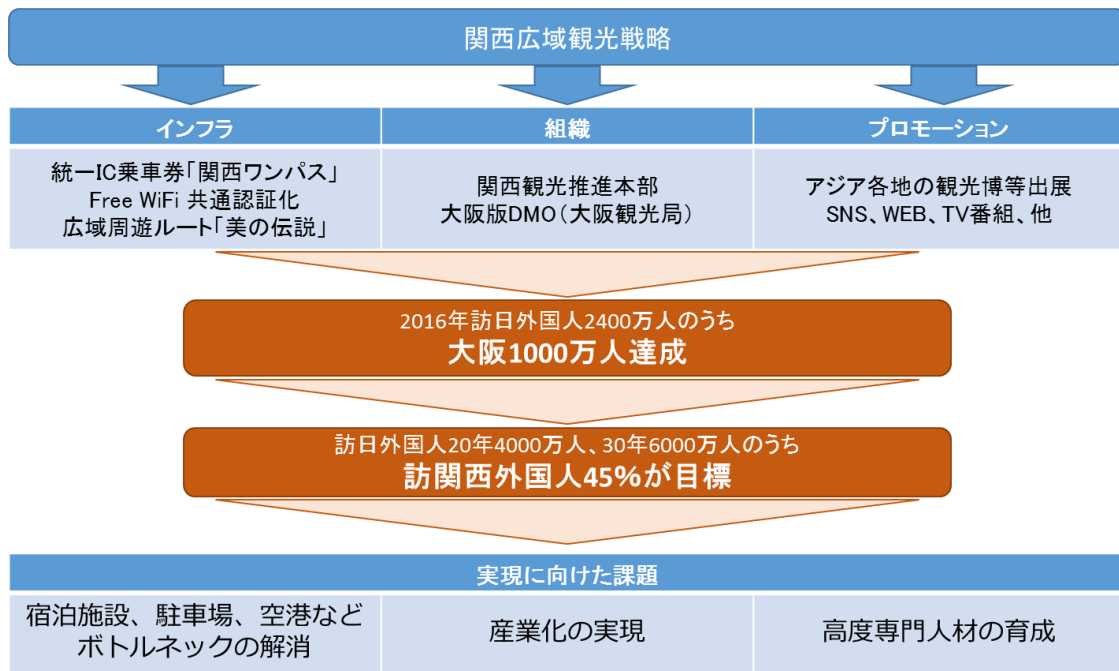 関西広域観光戦略
インフラ
組織
プロモーション
統一IC乗車券「関西ワンパス」
Free WiFi 共通認証化
広域周遊ルート「美の伝説」
関西観光推進本部
大阪版DMO（大阪観光局）
アジア各地の観光博等出展
SNS、WEB、TV番組、他
2016年訪日外国人2400万人のうち
大阪1000万人達成
訪日外国人20年4000万人、30年6000万人のうち
訪関西外国人45%が目標
実現に向けた課題
宿泊施設、駐車場、空港など
ボトルネックの解消
産業化の実現
高度専門人材の育成